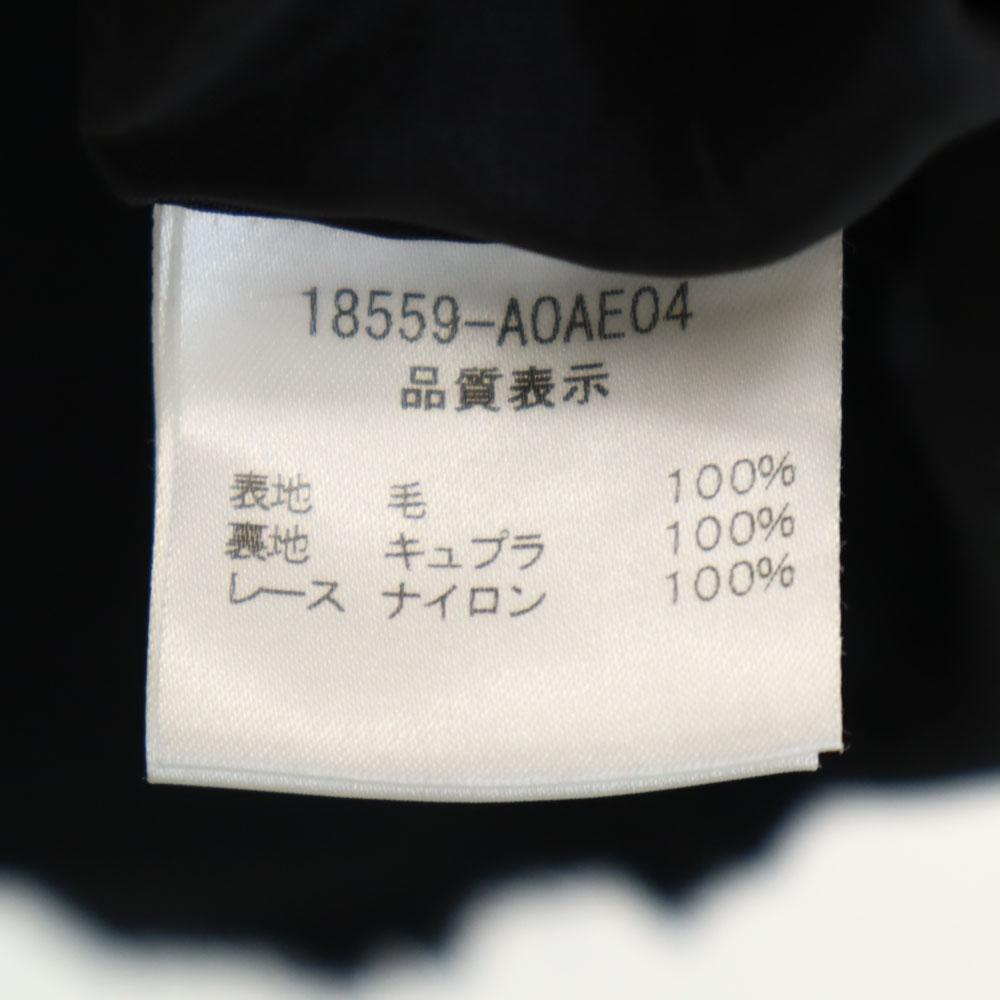 18559-A0AE04
品質表示
表地 毛 100%
裏地 キュプラ 100%
レース ナイロン 100%